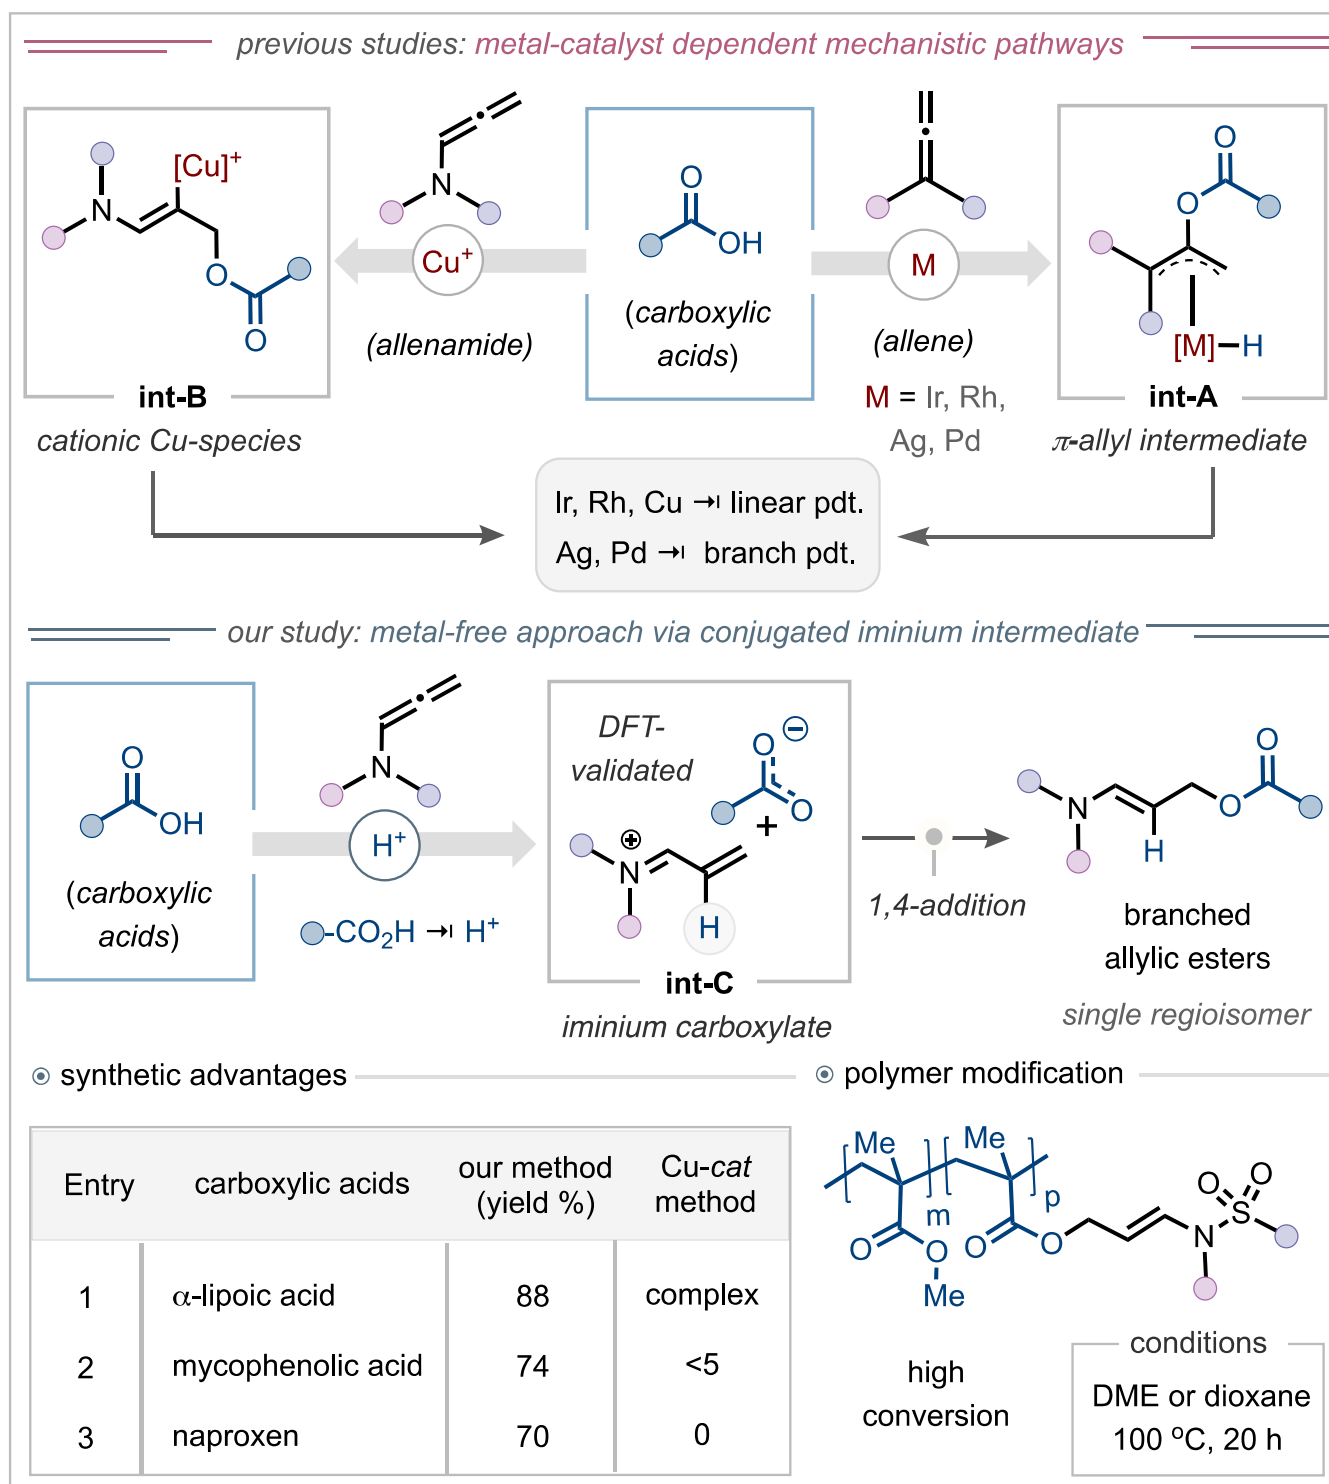 previous studies: metal-catalyst dependent mechanistic pathways
[Cu]+
N
O
O
int-B
cationic Cu-species
N
Cu+
(allenamide)
O
OH
(carboxylic
acids)
M
(allene)
M = Ir, Rh,
Ag, Pd
O
O
[M]-H
int-A
π-allyl intermediate
Ir, Rh, Cu →ı linear pdt.
Ag, Pd →ı branch pdt.
our study: metal-free approach via conjugated iminium intermediate
O
OH
(carboxylic
acids)
N
H+
-CO2H →ı H+
DFT-
validated
O ⊖
O
+
⊕
N
H
int-C
iminium carboxylate
1,4-addition
N
H
O
O
branched
allylic esters
single regioisomer
synthetic advantages
Entry carboxylic acids our method (yield %) Cu-cat method
1 α-lipoic acid 88 complex
2 mycophenolic acid 74 <5
3 naproxen 70 0
polymer modification
Me Me
m p
O O O O
Me
N
S
O O
high
conversion
conditions
DME or dioxane
100 °C, 20 h